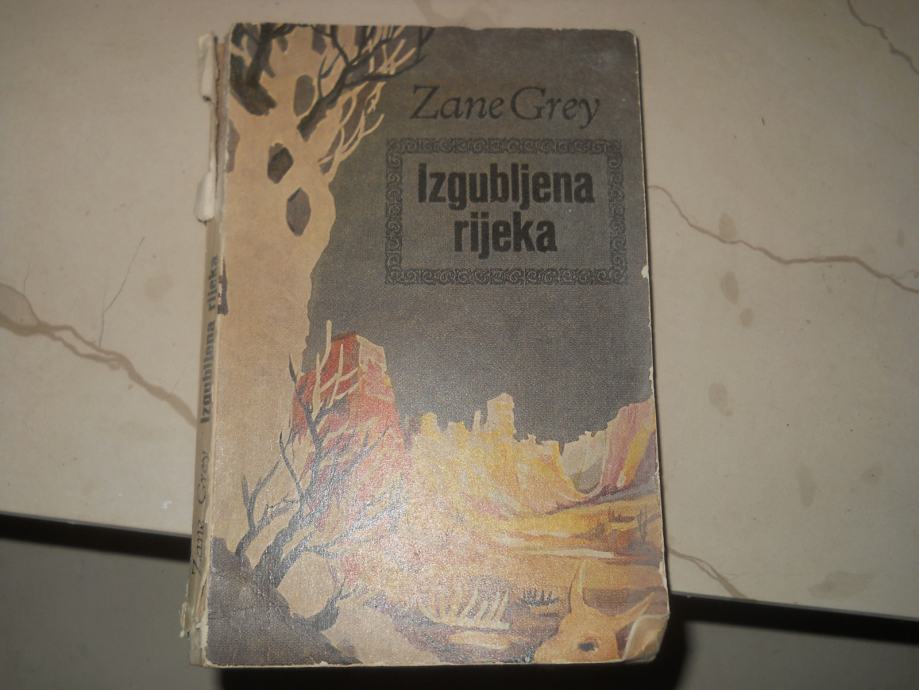 Zane Grey
Izgubljena
rijeka
Zane Grey Izgubljena rijeka